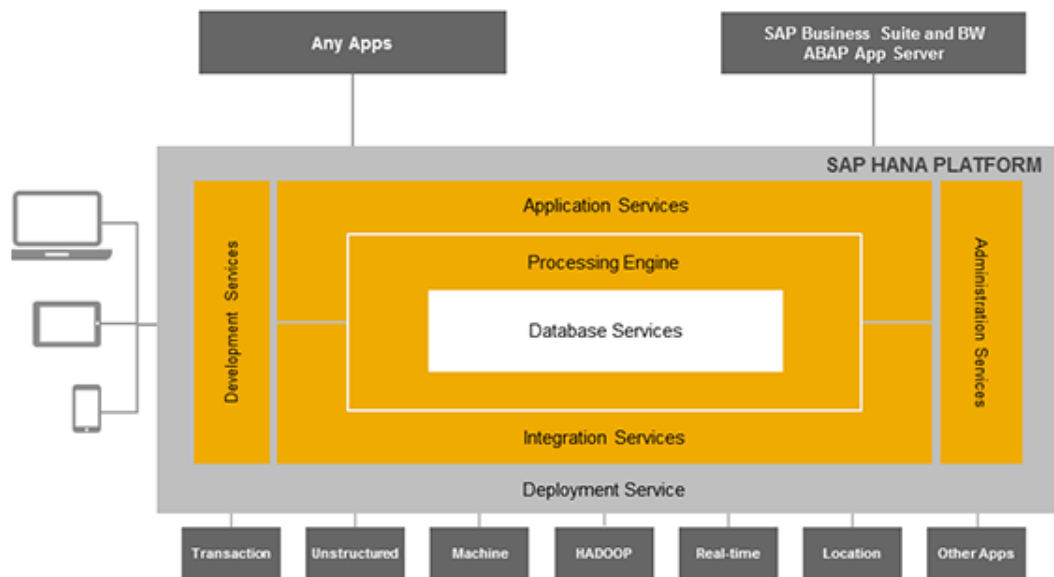 Any Apps
SAP Business Suite and BW
ABAP App Server
SAP HANA PLATFORM
Development Services
Application Services
Processing Engine
Database Services
Integration Services
Administration Services
Deployment Service
Transaction
Unstructured
Machine
HADOOP
Real-time
Location
Other Apps